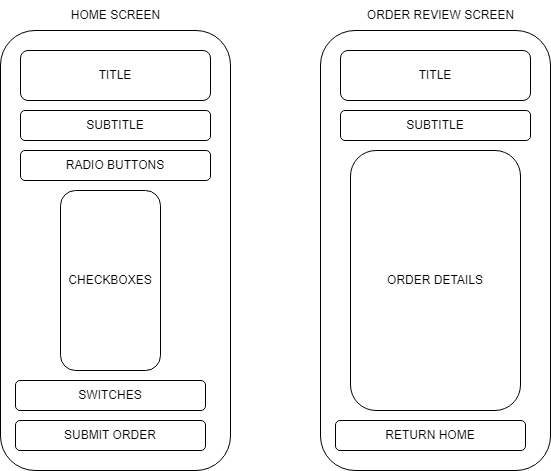 HOME SCREEN
TITLE
SUBTITLE
RADIO BUTTONS
CHECKBOXES
SWITCHES
SUBMIT ORDER
ORDER REVIEW SCREEN
TITLE
SUBTITLE
ORDER DETAILS
RETURN HOME